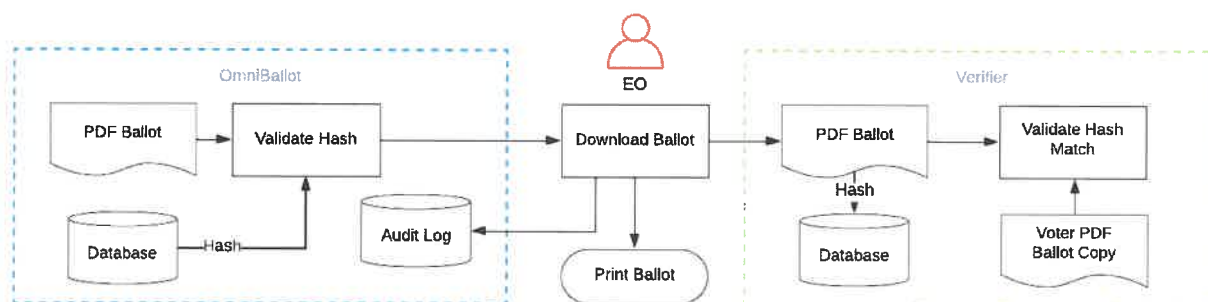 OmniBallot
PDF Ballot
Validate Hash
Database
Hash
Audit Log
EO
Download Ballot
Print Ballot
Verifier
PDF Ballot
Hash
Database
Validate Hash
Match
Voter PDF
Ballot Copy